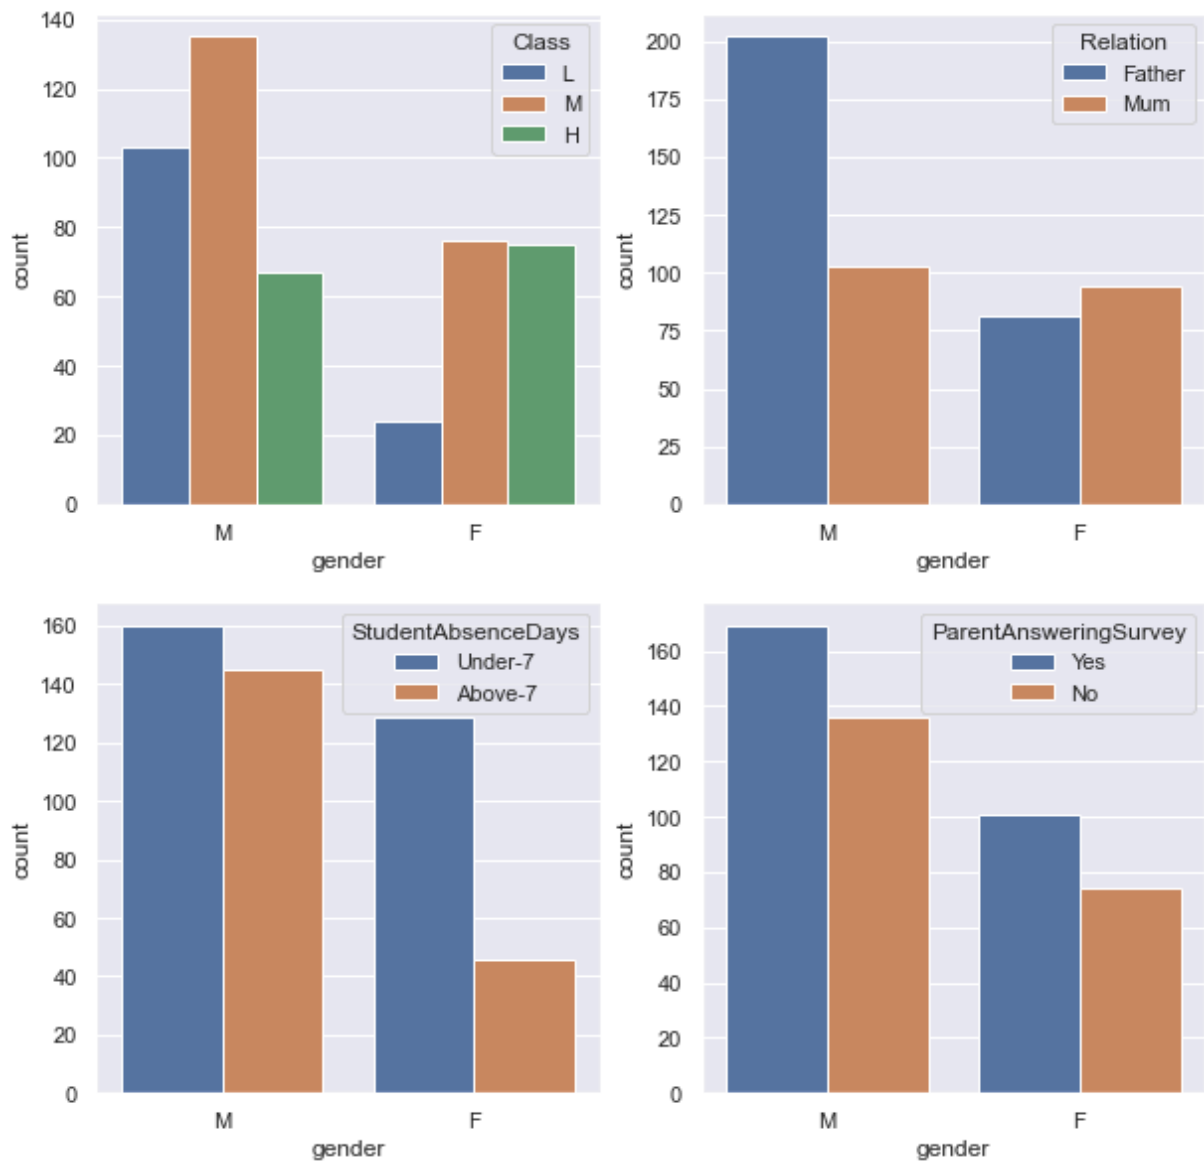 140
120
100
80
60
40
20
0
count
M
F
gender
Class
L
M
H
200
175
150
125
100
75
50
25
0
count
M
F
gender
Relation
Father
Mum
160
140
120
100
80
60
40
20
0
count
M
F
gender
StudentAbsenceDays
Under-7
Above-7
160
140
120
100
80
60
40
20
0
count
M
F
gender
ParentAnsweringSurvey
Yes
No